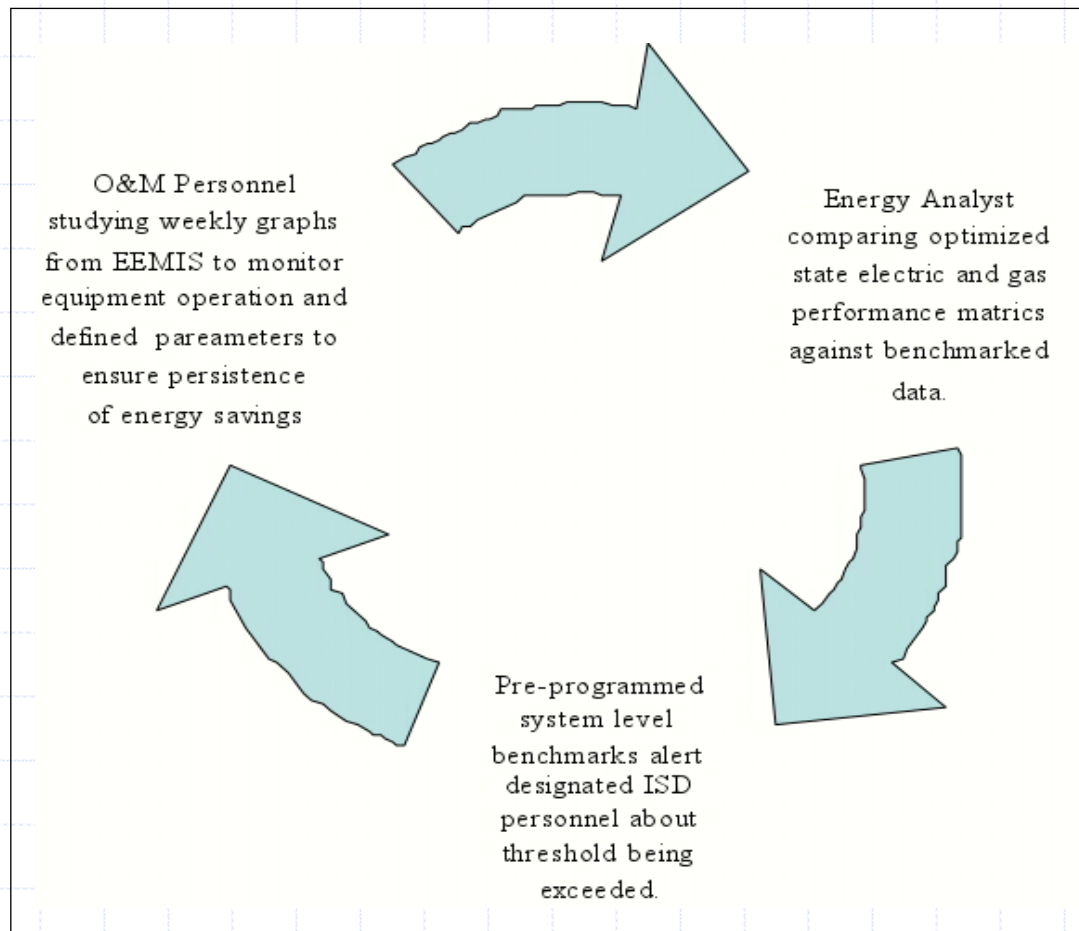 O&M Personnel
studying weekly graphs
from EEMIS to monitor
equipment operation and
defined pareameters to
ensure persistence
of energy savings
Energy Analyst
comparing optimized
state electric and gas
performance matrics
against benchmarked
data.
Pre-programmed
system level
benchmarks alert
designated ISD
personnel about
threshold being
exceeded.